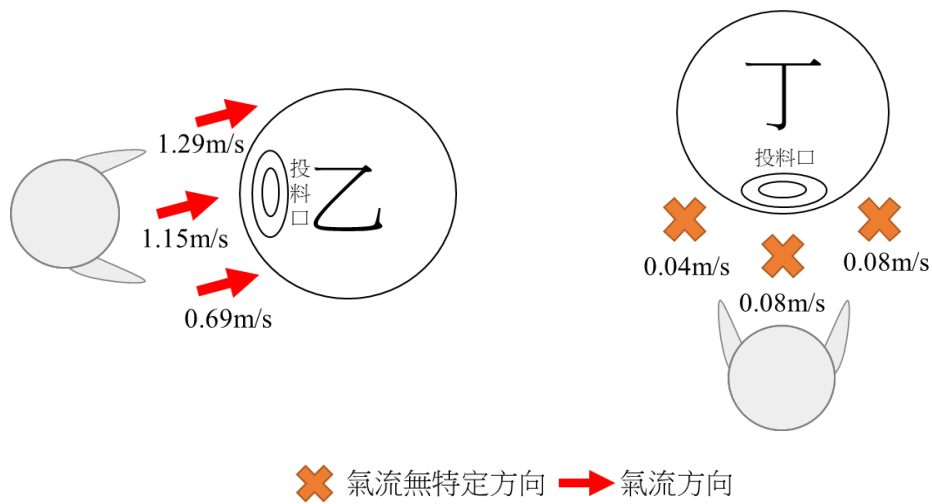 1.29m/s
1.15m/s
0.69m/s
投料口
乙
丁
投料口
0.04m/s
0.08m/s
0.08m/s
氣流無特定方向
氣流方向